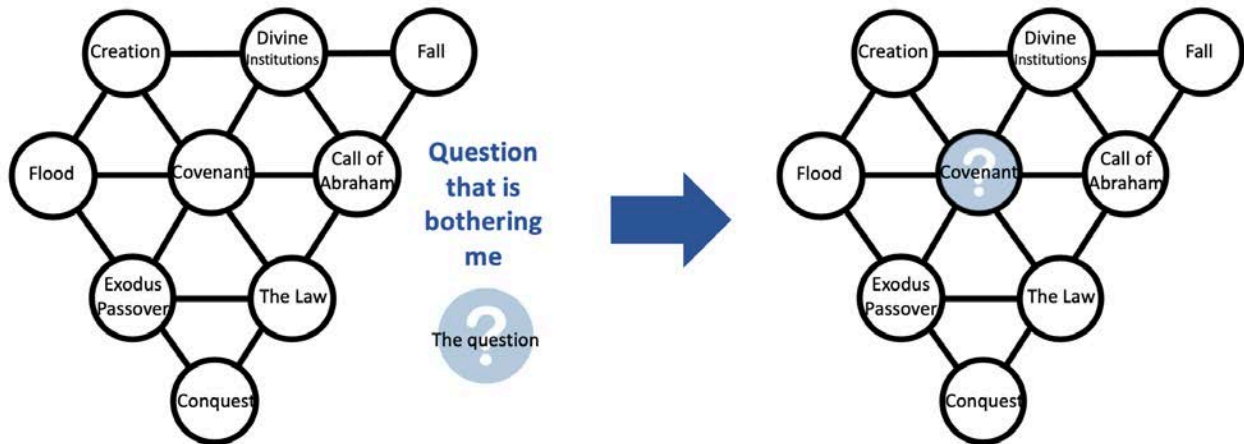 Creation
Divine
Institutions
Fall
Flood
Covenant
Call of
Abraham
Exodus
Passover
The Law
Conquest
Question
that is
bothering
me
?
The question
Creation
Divine
Institutions
Fall
Flood
?
Covenant
Call of
Abraham
Exodus
Passover
The Law
Conquest